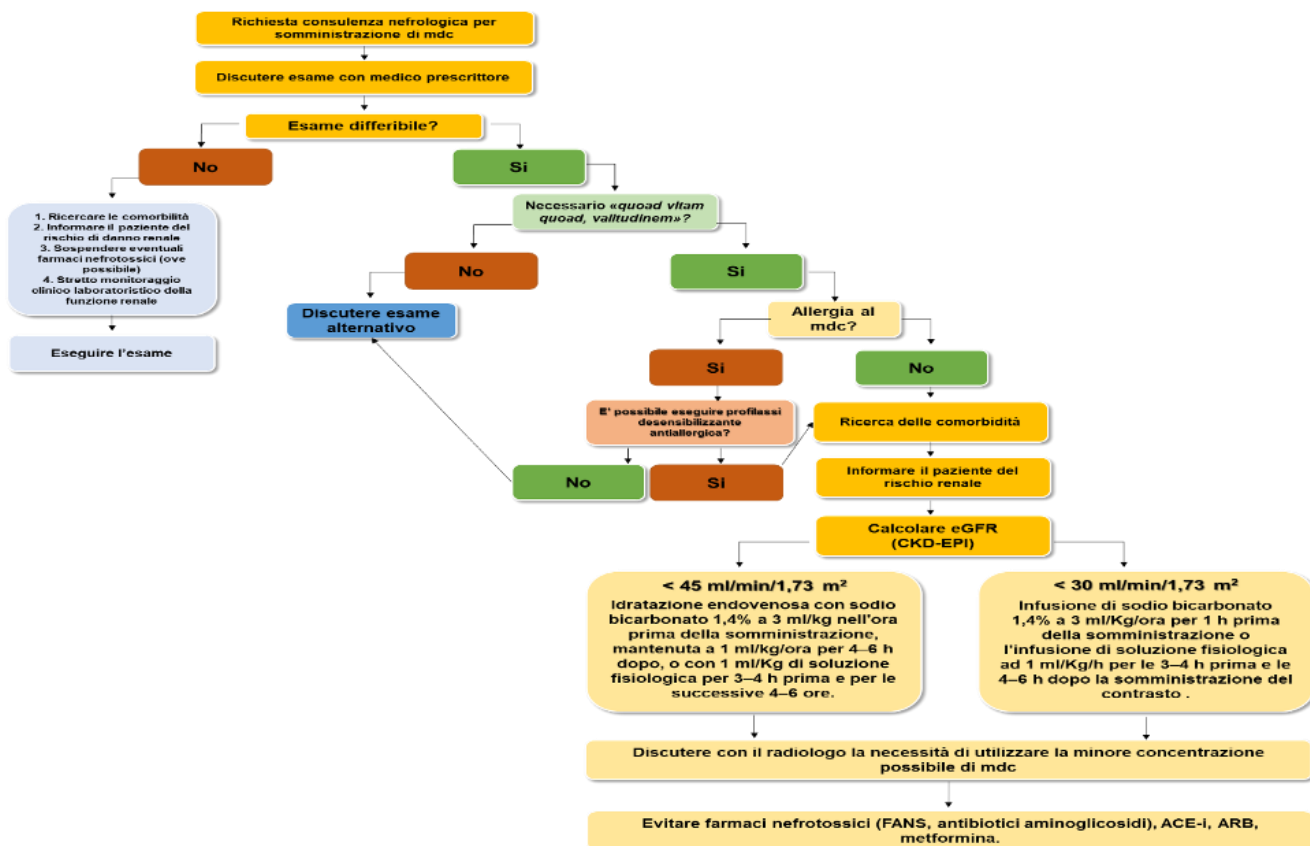 Richiesta consulenza nefrologica per
somministrazione di mdc
Discutere esame con medico prescrittore
Esame differibile?
No
Si
1. Ricercare le comorbilità
2. Informare il paziente del
rischio di danno renale
3. Sospendere eventuali
farmaci nefrotossici (ove
possibile)
4. Stretto monitoraggio
clinico laboratoristico della
funzione renale
Eseguire l'esame
Necessario «quoad vitam
quoad, valitudinem»?
No
Si
Discutere esame
alternativo
Allergia al
mdc?
Si
No
E' possibile eseguire profilassi
desensibilizzante
antiallergica?
No
Si
Ricerca delle comorbidità
Informare il paziente del
rischio renale
Calcolare eGFR
(CKD-EPI)
< 45 ml/min/1,73 m²
Idratazione endovenosa con sodio
bicarbonato 1,4% a 3 ml/kg nell'ora
prima della somministrazione,
mantenuta a 1 ml/kg/ora per 4–6 h
dopo, o con 1 ml/Kg di soluzione
fisiologica per 3–4 h prima e per le
successive 4–6 ore.
< 30 ml/min/1,73 m²
Infusione di sodio bicarbonato
1,4% a 3 ml/Kg/ora per 1 h prima
della somministrazione o
l'infusione di soluzione fisiologica
ad 1 ml/Kg/h per le 3–4 h prima e le
4–6 h dopo la somministrazione del
contrasto .
Discutere con il radiologo la necessità di utilizzare la minore concentrazione
possibile di mdc
Evitare farmaci nefrotossici (FANS, antibiotici aminoglicosidi), ACE-i, ARB,
metformina.